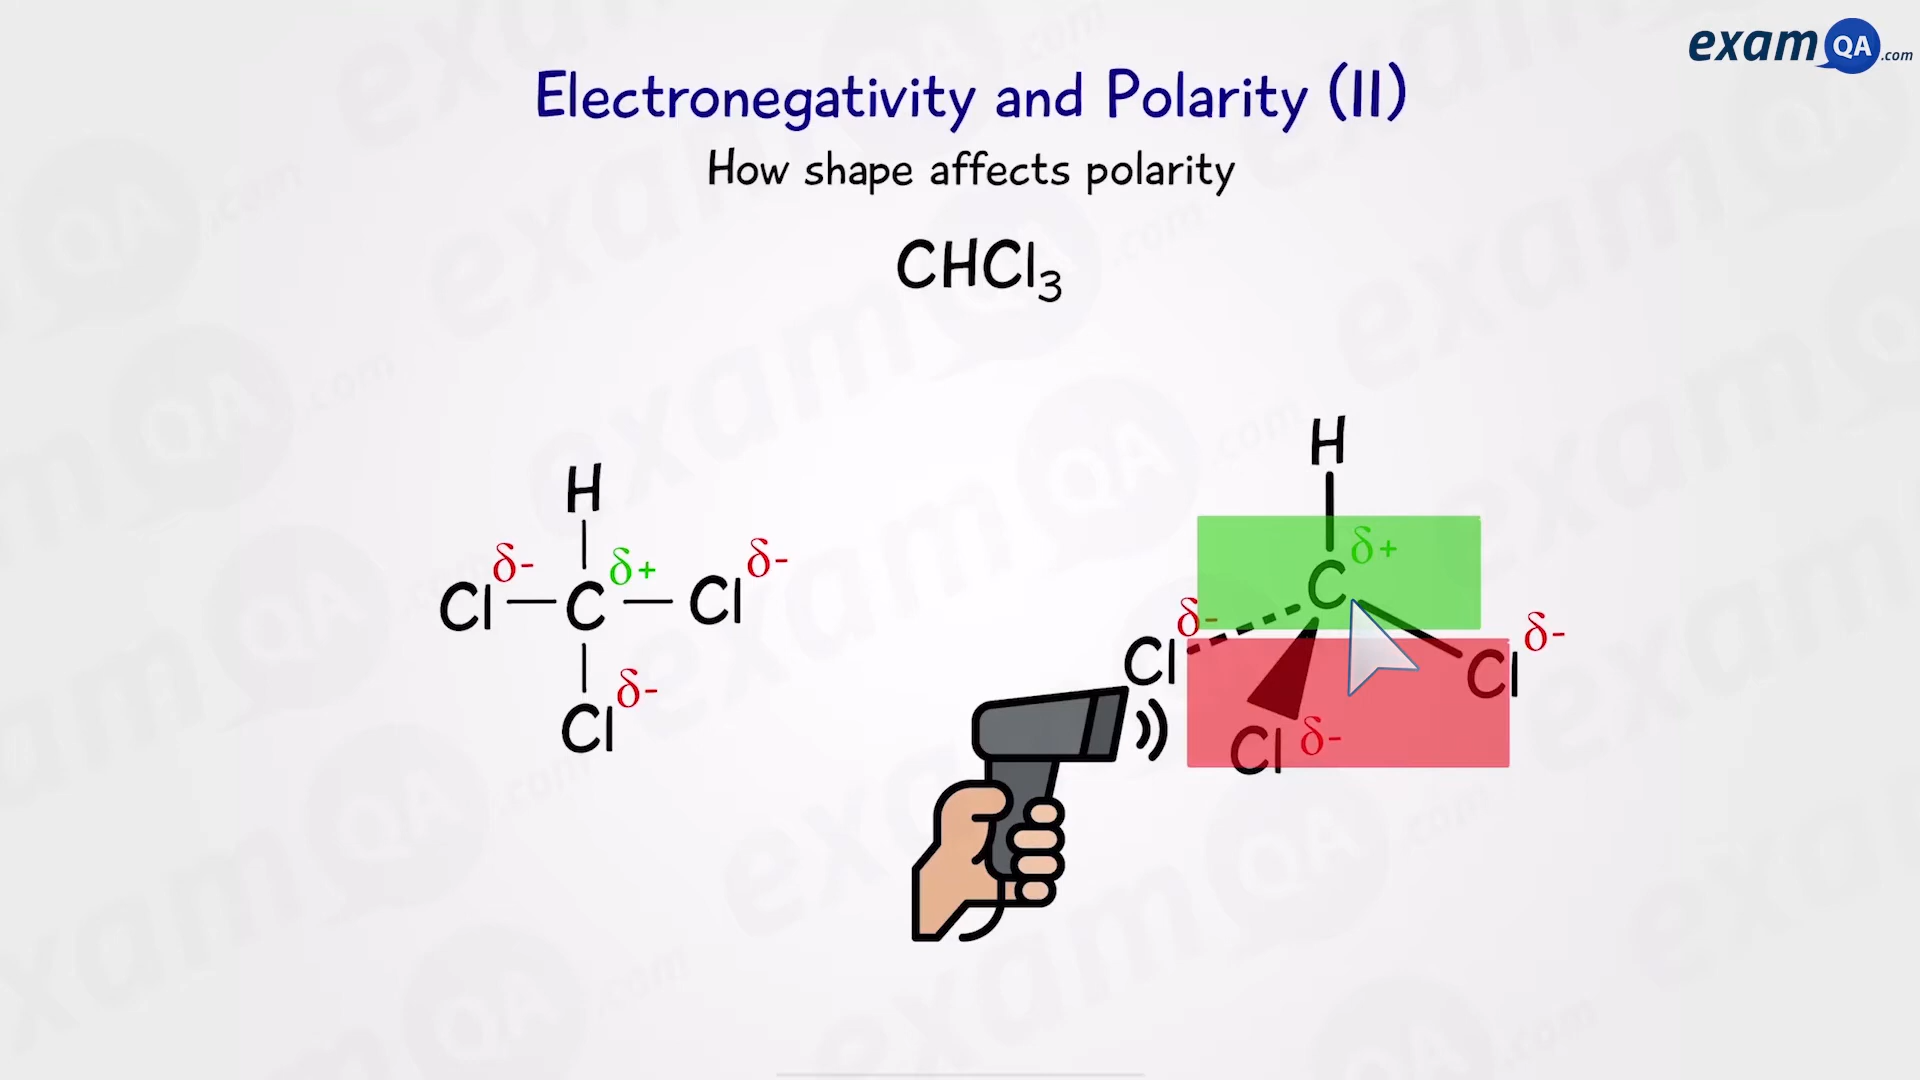 examQA.com
Electronegativity and Polarity (II)
How shape affects polarity
CHCl₃
H
Cl δ- C δ+ Cl δ-
Cl δ-
H
C δ+
Cl δ- Cl δ-
Cl δ-